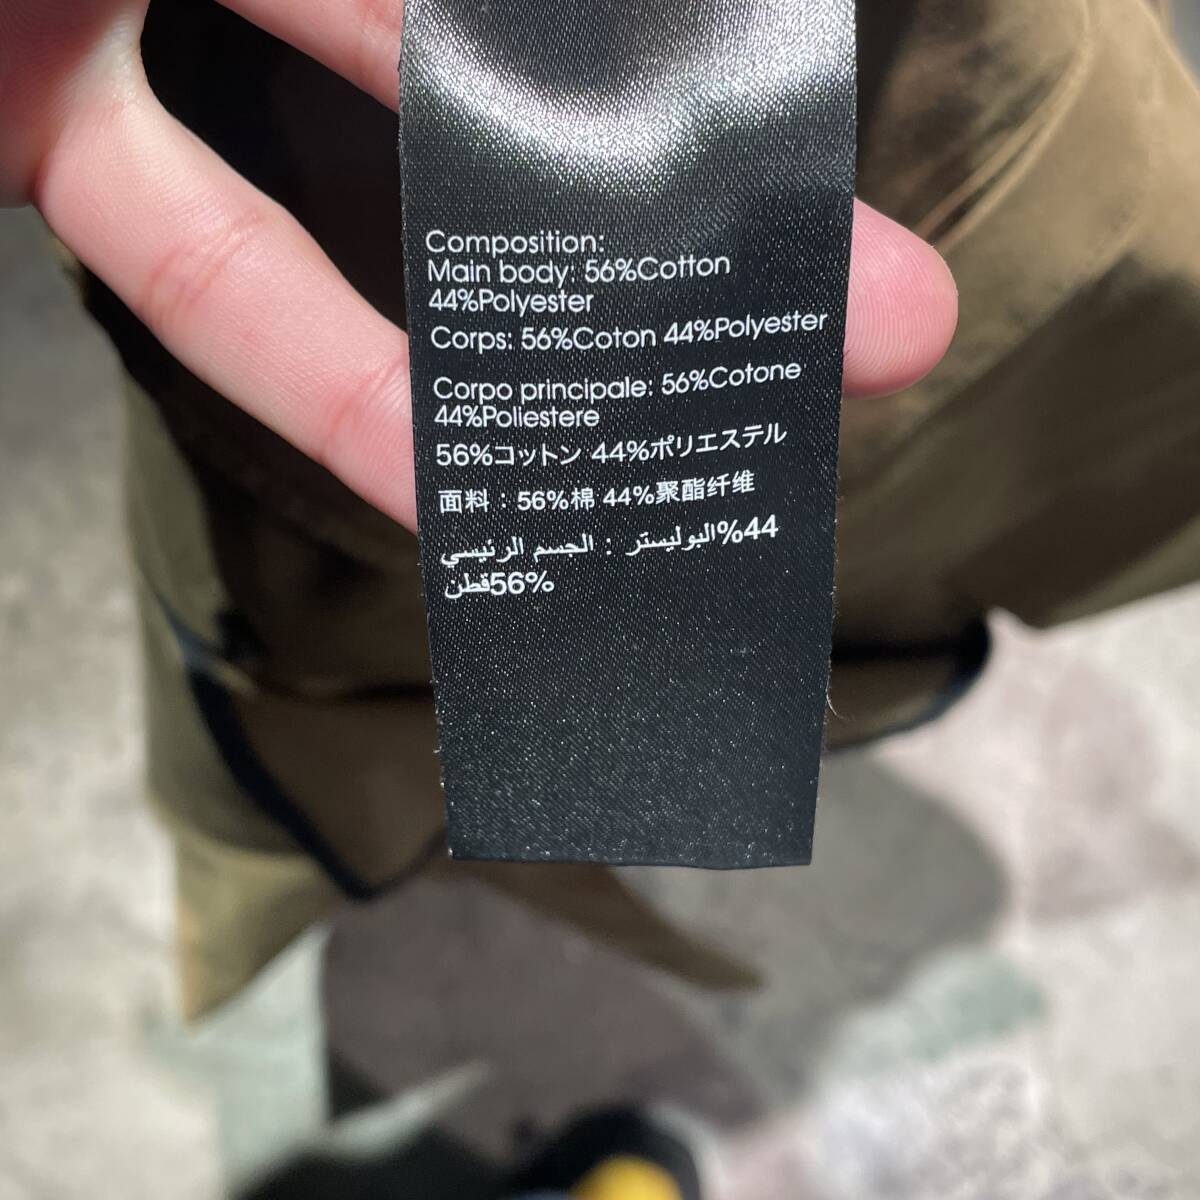 Composition:
Main body: 56%Cotton
44%Polyester
Corps: 56%Coton 44%Polyester
Corpo principale: 56%Cotone
44%Poliestere
56%コットン 44%ポリエステル
面料：56%棉 44%聚酯纤维
الجسم الرئيسي : البوليستر%44
قطن56%